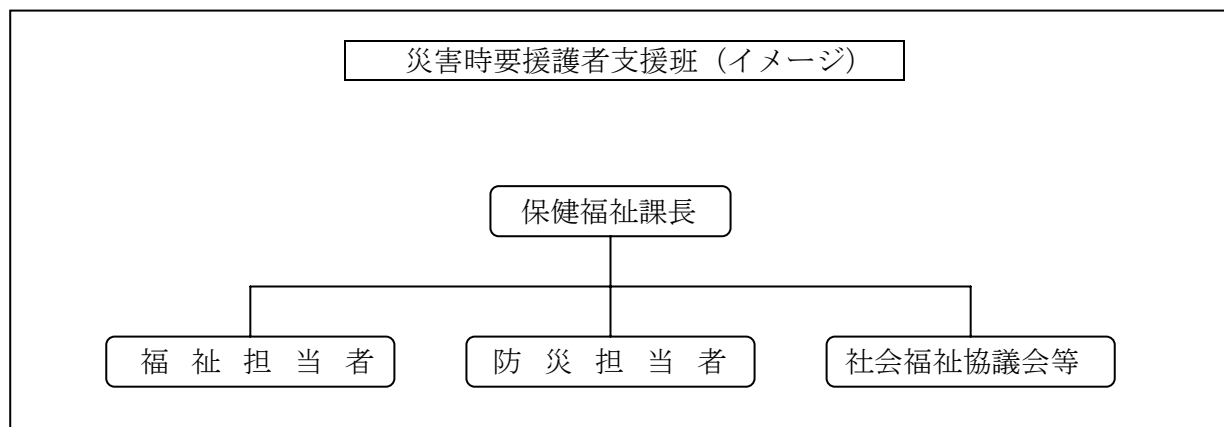 災害時要援護者支援班（イメージ）
保健福祉課長
福祉担当者
防災担当者
社会福祉協議会等